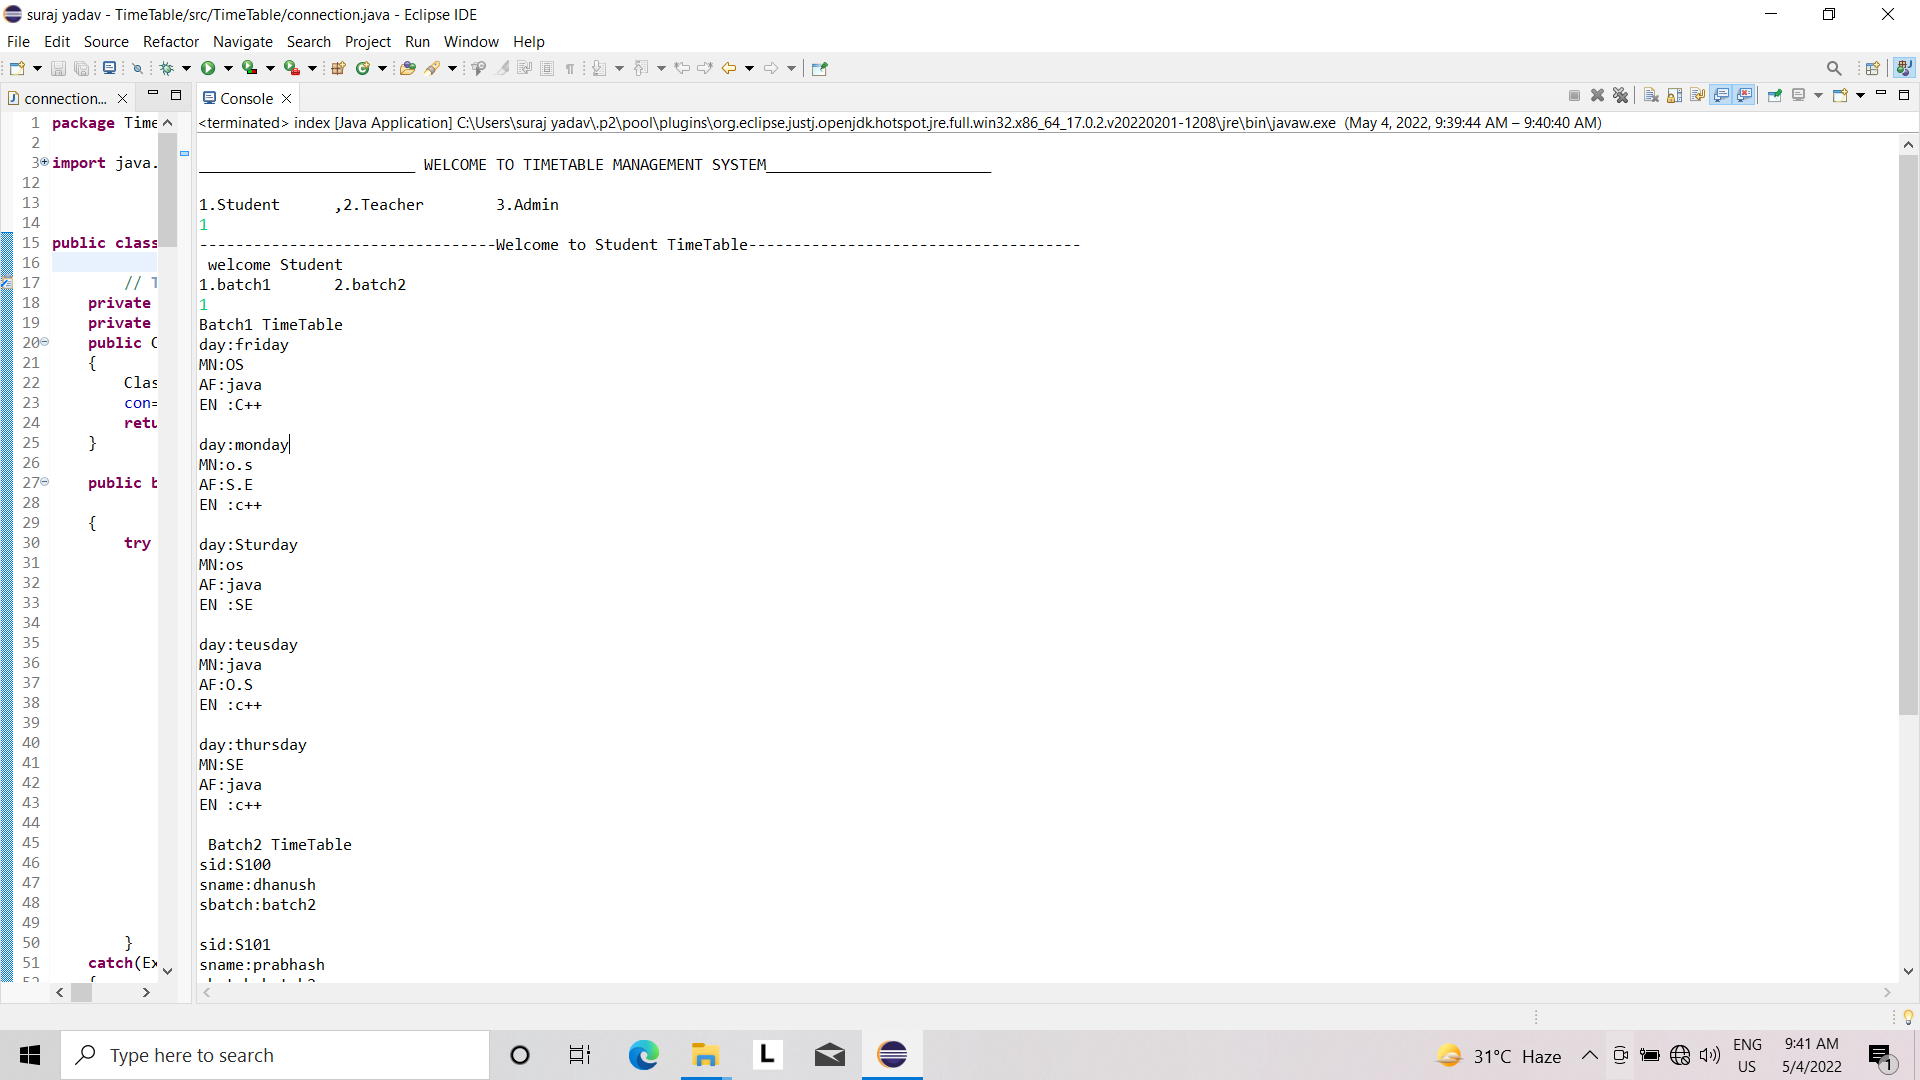 suraj yadav - TimeTable/src/TimeTable/connection.java - Eclipse IDE
File Edit Source Refactor Navigate Search Project Run Window Help
connection...
Console
1 package Time
2
3 import java.
12
13
14
15 public class
16
17 // T
18 private
19 private
20 public C
21 {
22 Clas
23 con=
24 retu
25 }
26
27 public b
28
29 {
30 try
31
32
33
34
35
36
37
38
39
40
41
42
43
44
45
46
47
48
49
50 }
51 catch(Ex
<terminated> index [Java Application] C:\Users\suraj yadav\.p2\pool\plugins\org.eclipse.justj.openjdk.hotspot.jre.full.win32.x86_64_17.0.2.v20220201-1208\jre\bin\javaw.exe (May 4, 2022, 9:39:44 AM – 9:40:40 AM)
________________________ WELCOME TO TIMETABLE MANAGEMENT SYSTEM_________________________
1.Student ,2.Teacher 3.Admin
1
---------------------------------Welcome to Student TimeTable-------------------------------------
welcome Student
1.batch1 2.batch2
1
Batch1 TimeTable
day:friday
MN:OS
AF:java
EN :C++
day:monday
MN:o.s
AF:S.E
EN :c++
day:Sturday
MN:os
AF:java
EN :SE
day:teusday
MN:java
AF:O.S
EN :c++
day:thursday
MN:SE
AF:java
EN :c++
Batch2 TimeTable
sid:S100
sname:dhanush
sbatch:batch2
sid:S101
sname:prabhash
Type here to search
L
31°C Haze
ENG
US
9:41 AM
5/4/2022
1